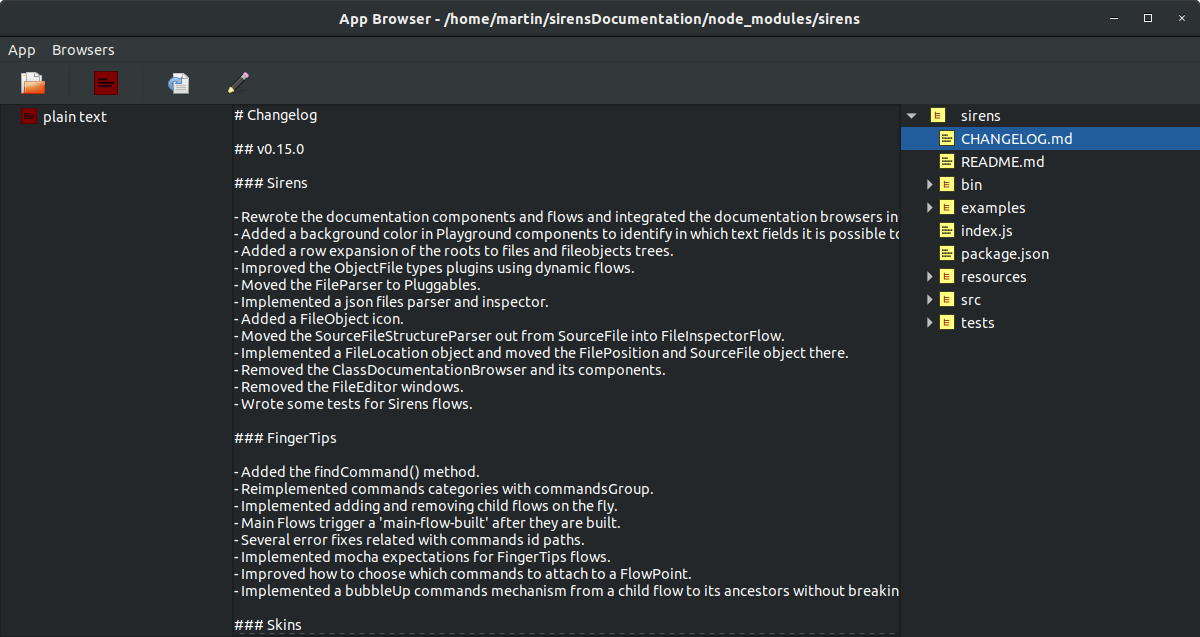 App Browser - /home/martin/sirensDocumentation/node_modules/sirens
App Browsers
plain text
# Changelog
## v0.15.0
### Sirens
- Rewrote the documentation components and flows and integrated the documentation browsers in
- Added a background color in Playground components to identify in which text fields it is possible to
- Added a row expansion of the roots to files and fileobjects trees.
- Improved the ObjectFile types plugins using dynamic flows.
- Moved the FileParser to Pluggables.
- Implemented a json files parser and inspector.
- Added a FileObject icon.
- Moved the SourceFileStructureParser out from SourceFile into FileInspectorFlow.
- Implemented a FileLocation object and moved the FilePosition and SourceFile object there.
- Removed the ClassDocumentationBrowser and its components.
- Removed the FileEditor windows.
- Wrote some tests for Sirens flows.
### FingerTips
- Added the findCommand() method.
- Reimplemented commands categories with commandsGroup.
- Implemented adding and removing child flows on the fly.
- Main Flows trigger a 'main-flow-built' after they are built.
- Several error fixes related with commands id paths.
- Implemented mocha expectations for FingerTips flows.
- Improved how to choose which commands to attach to a FlowPoint.
- Implemented a bubbleUp commands mechanism from a child flow to its ancestors without breakin
### Skins
sirens
CHANGELOG.md
README.md
bin
examples
index.js
package.json
resources
src
tests